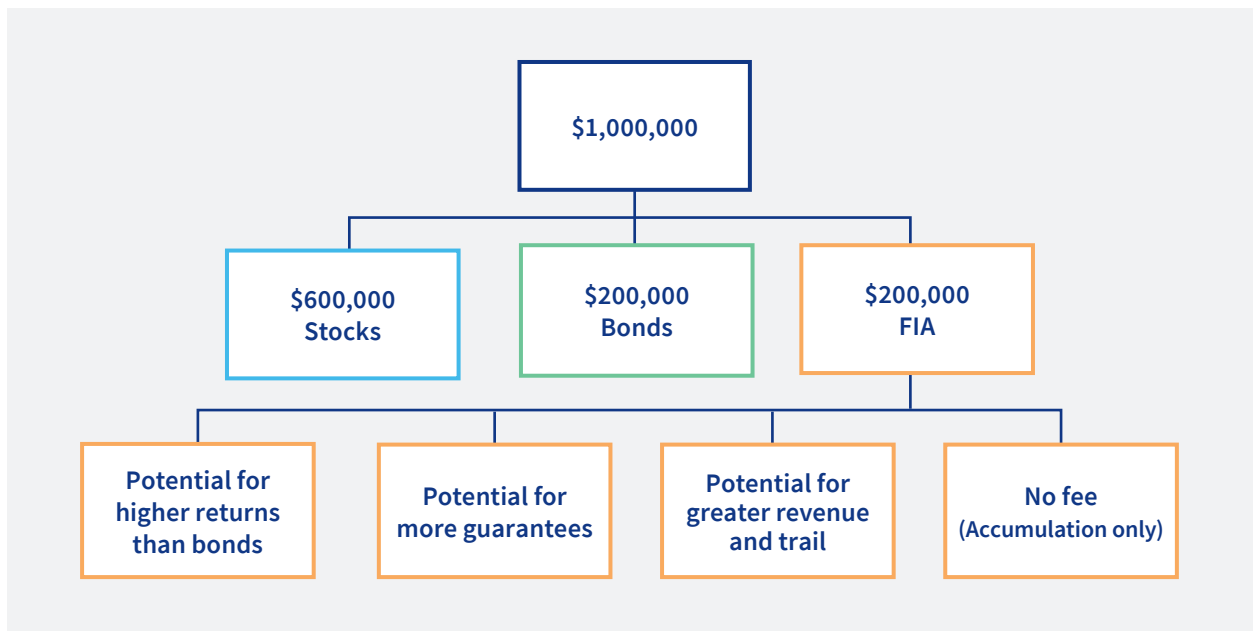 $1,000,000
$600,000
Stocks
$200,000
Bonds
$200,000
FIA
Potential for
higher returns
than bonds
Potential for
more guarantees
Potential for
greater revenue
and trail
No fee
(Accumulation only)